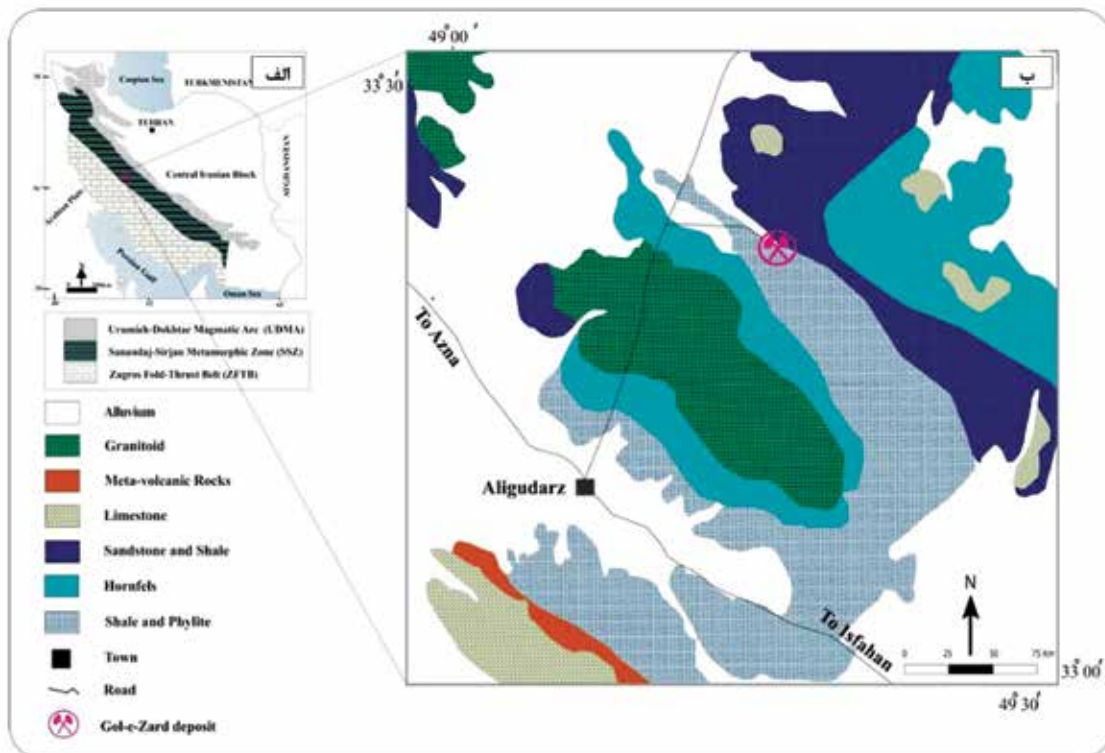 الف
Caspian Sea
TURKMENISTAN
TEHRAN
Central Iranian Block
AFGHANISTAN
Arabian Plate
Persian Gulf
Oman Sea
N
Urumieh-Dokhtae Magmatic Arc (UDMA)
Sanandaj-Sirjan Metamorphic Zone (SSZ)
Zagros Fold-Thrust Belt (ZFTB)
Alluvium
Granitoid
Meta-volcanic Rocks
Limestone
Sandstone and Shale
Hornfels
Shale and Phylite
Town
Road
Gol-e-Zard deposit
ب
49° 00'
33° 30'
To Azna
Aligudarz
To Isfahan
N
0 25 50 75 Km
33° 00'
49° 30'